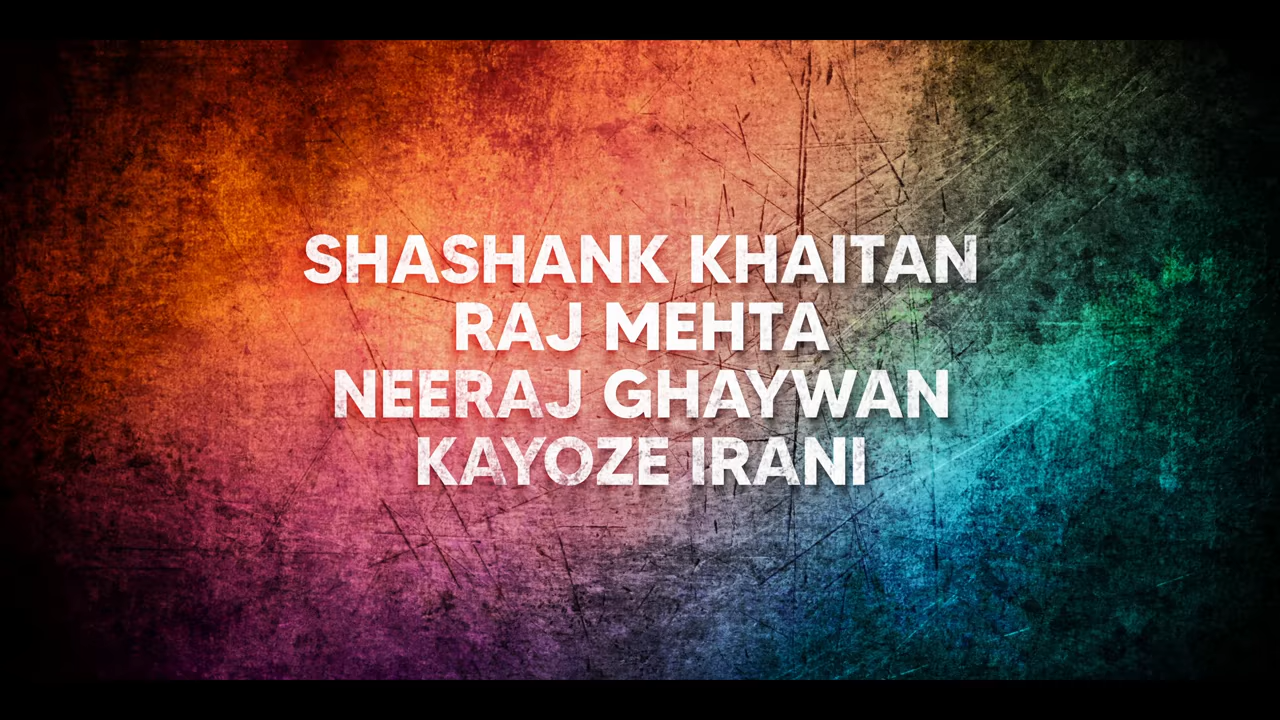 SHASHANK KHAITAN
RAJ MEHTA
NEERAJ GHAYWAN
KAYOZE IRANI